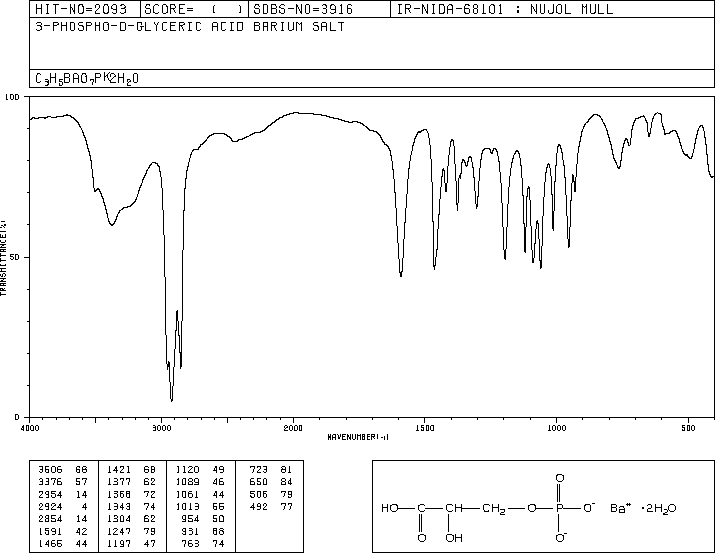 HIT-NO=2093 SCORE= ( ) SDBS-NO=3916 IR-NIDA-68101 : NUJOL MULL
3-PHOSPHO-D-GLYCERIC ACID BARIUM SALT
C3H5BAO7PK2H2O
100
50
0
TRANSMITTANCE(%)
4000 3000 2000 1500 1000 500
WAVENUMBER(-1)
3506 68 1421 68 1120 49 723 81
3376 57 1377 62 1089 46 650 84
2954 14 1368 72 1061 44 506 79
2924 4 1343 74 1013 55 492 77
2854 14 1304 62 954 50
1591 42 1247 79 931 68
1466 44 1197 47 763 74
O
HO C CH CH2 O P O- Ba+ ·2H2O
O OH O-